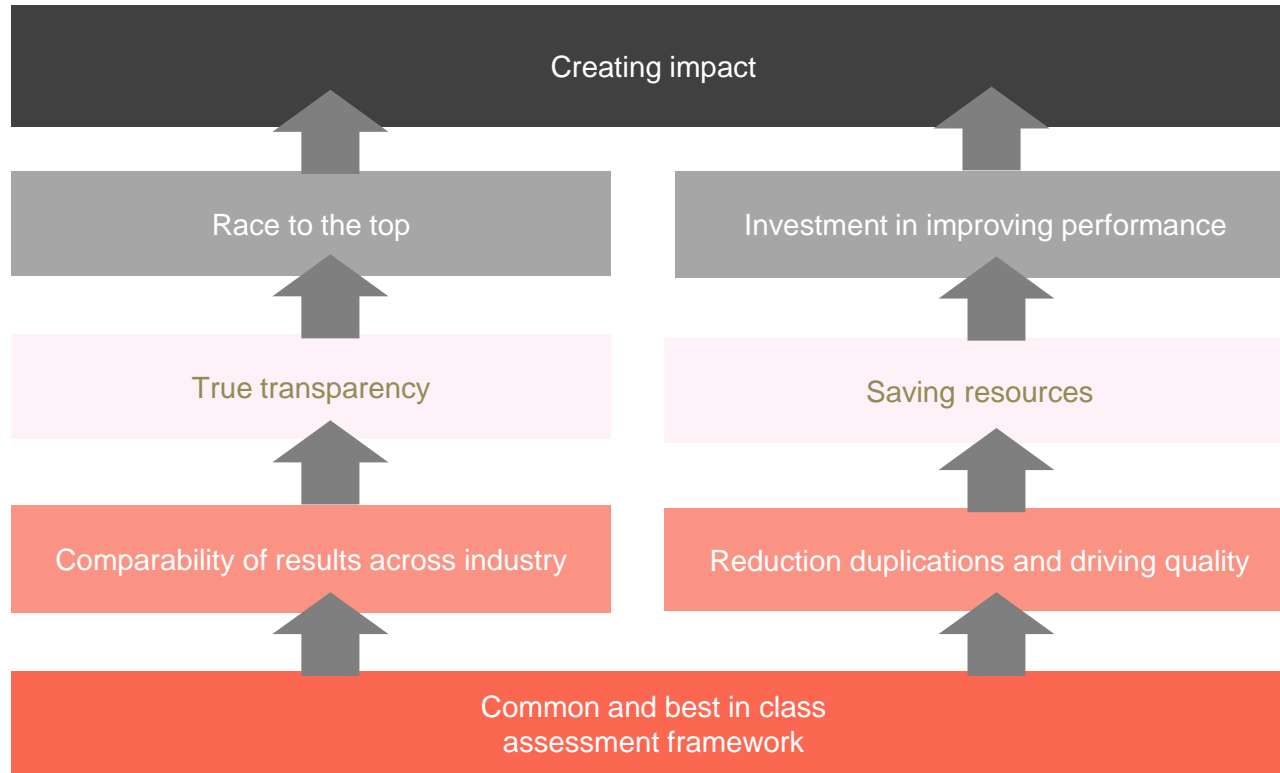 Creating impact
Race to the top
Investment in improving performance
True transparency
Saving resources
Comparability of results across industry
Reduction duplications and driving quality
Common and best in class
assessment framework